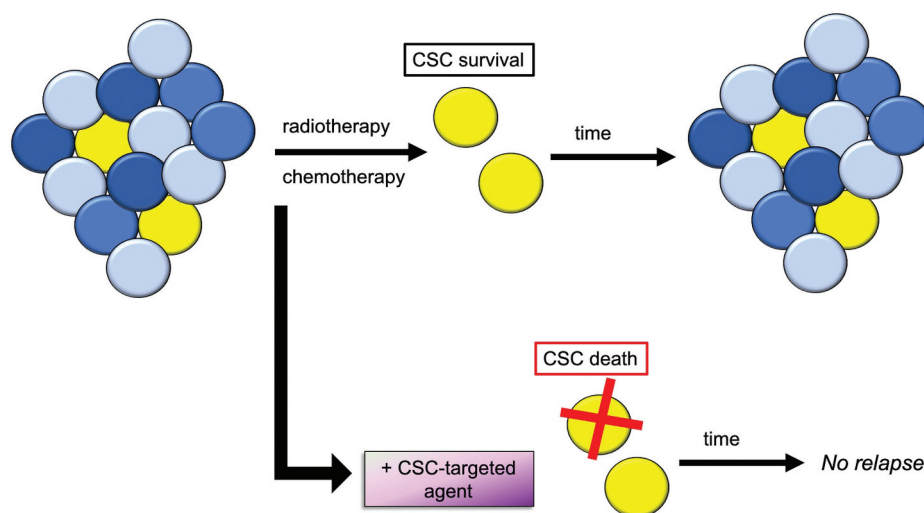 CSC survival
radiotherapy
chemotherapy
time
CSC death
+ CSC-targeted
agent
time
No relapse